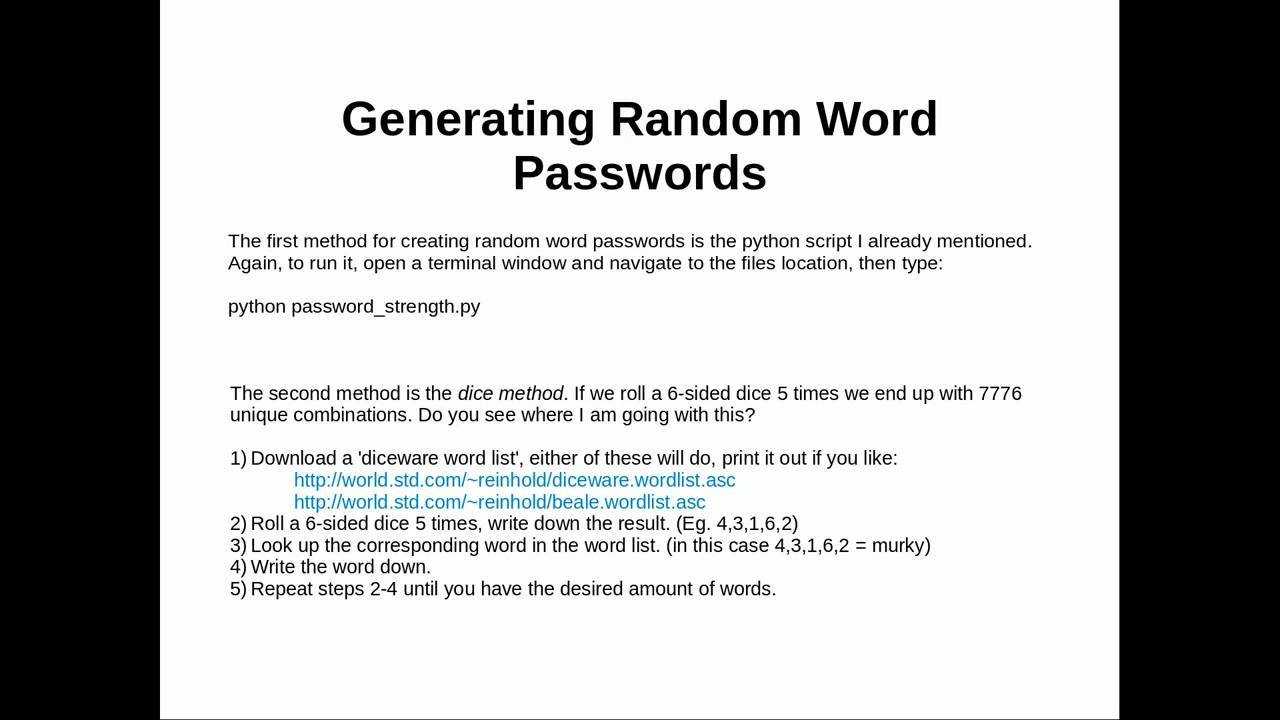 Generating Random Word
Passwords
The first method for creating random word passwords is the python script I already mentioned.
Again, to run it, open a terminal window and navigate to the files location, then type:
python password_strength.py
The second method is the dice method. If we roll a 6-sided dice 5 times we end up with 7776
unique combinations. Do you see where I am going with this?
1) Download a 'diceware word list', either of these will do, print it out if you like:
http://world.std.com/~reinhold/diceware.wordlist.asc
http://world.std.com/~reinhold/beale.wordlist.asc
2) Roll a 6-sided dice 5 times, write down the result. (Eg. 4,3,1,6,2)
3) Look up the corresponding word in the word list. (in this case 4,3,1,6,2 = murky)
4) Write the word down.
5) Repeat steps 2-4 until you have the desired amount of words.